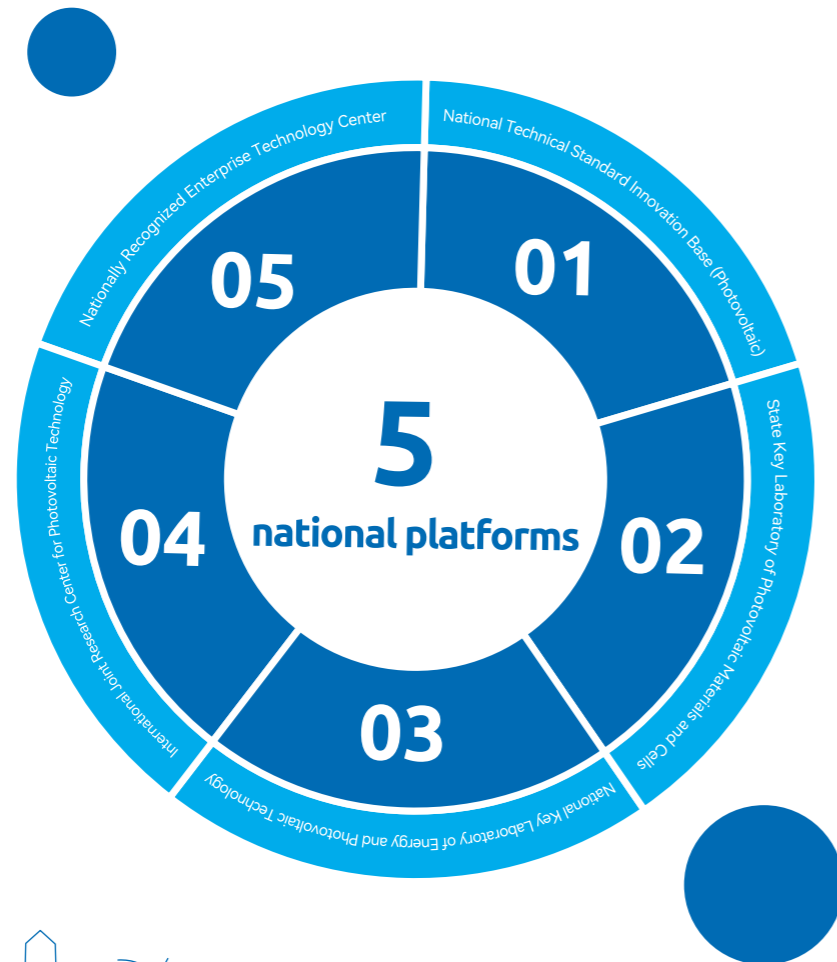 5
national platforms
01
National Technical Standard Innovation Base (Photovoltaic)
02
State Key Laboratory of Photovoltaic Materials and Cells
03
National Key Laboratory of Energy and Photovoltaic Technology
04
International Joint Research Center for Photovoltaic Technology
05
Nationally Recognized Enterprise Technology Center